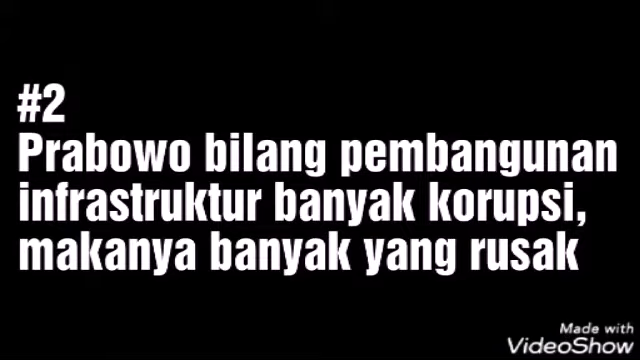 #2
Prabowo bilang pembangunan
infrastruktur banyak korupsi,
makanya banyak yang rusak
Made with
VideoShow